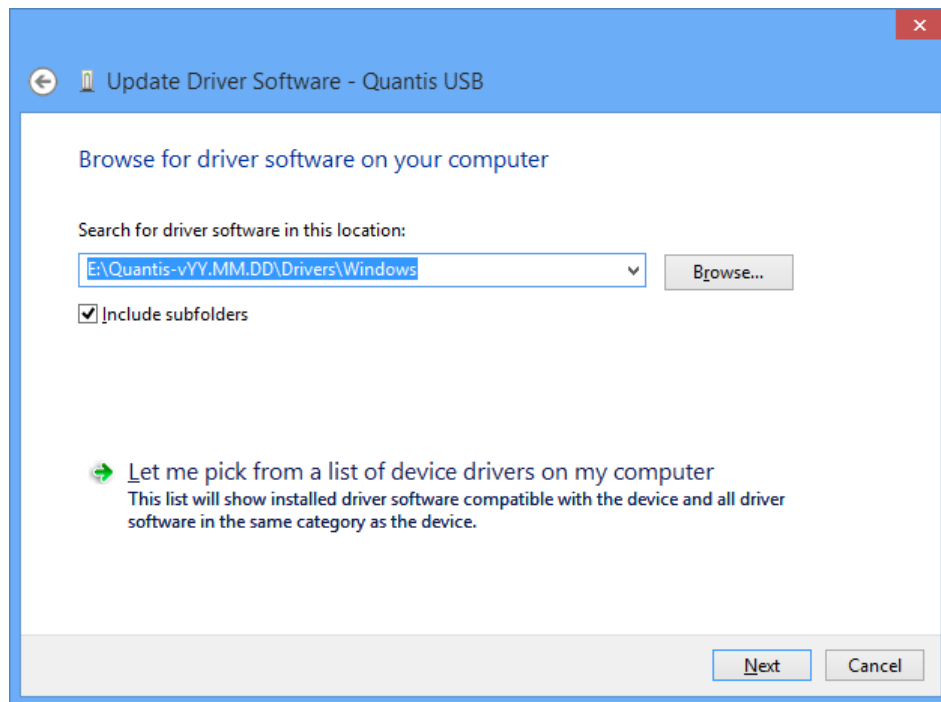 Update Driver Software - Quantis USB
Browse for driver software on your computer
Search for driver software in this location:
E:\Quantis-vYY.MM.DD\Drivers\Windows
Browse...
Include subfolders
Let me pick from a list of device drivers on my computer
This list will show installed driver software compatible with the device and all driver
software in the same category as the device.
Next
Cancel